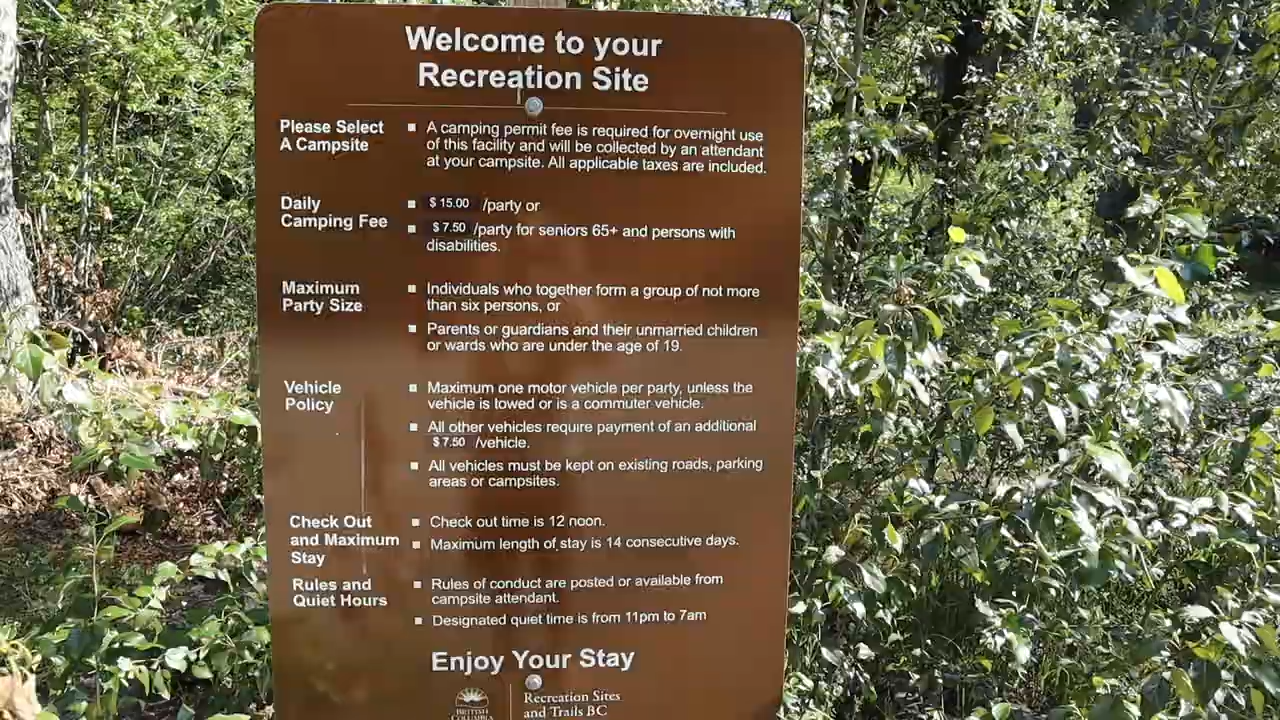 Welcome to your
Recreation Site
Please Select
A Campsite
▪ A camping permit fee is required for overnight use
of this facility and will be collected by an attendant
at your campsite. All applicable taxes are included.
Daily
Camping Fee
▪ $ 15.00 /party or
▪ $ 7.50 /party for seniors 65+ and persons with
disabilities.
Maximum
Party Size
▪ Individuals who together form a group of not more
than six persons, or
▪ Parents or guardians and their unmarried children
or wards who are under the age of 19.
Vehicle
Policy
▪ Maximum one motor vehicle per party, unless the
vehicle is towed or is a commuter vehicle.
▪ All other vehicles require payment of an additional
$ 7.50 /vehicle.
▪ All vehicles must be kept on existing roads, parking
areas or campsites.
Check Out
and Maximum
Stay
▪ Check out time is 12 noon.
▪ Maximum length of stay is 14 consecutive days.
Rules and
Quiet Hours
▪ Rules of conduct are posted or available from
campsite attendant.
▪ Designated quiet time is from 11pm to 7am
Enjoy Your Stay
BRITISH
COLUMBIA
Recreation Sites
and Trails BC